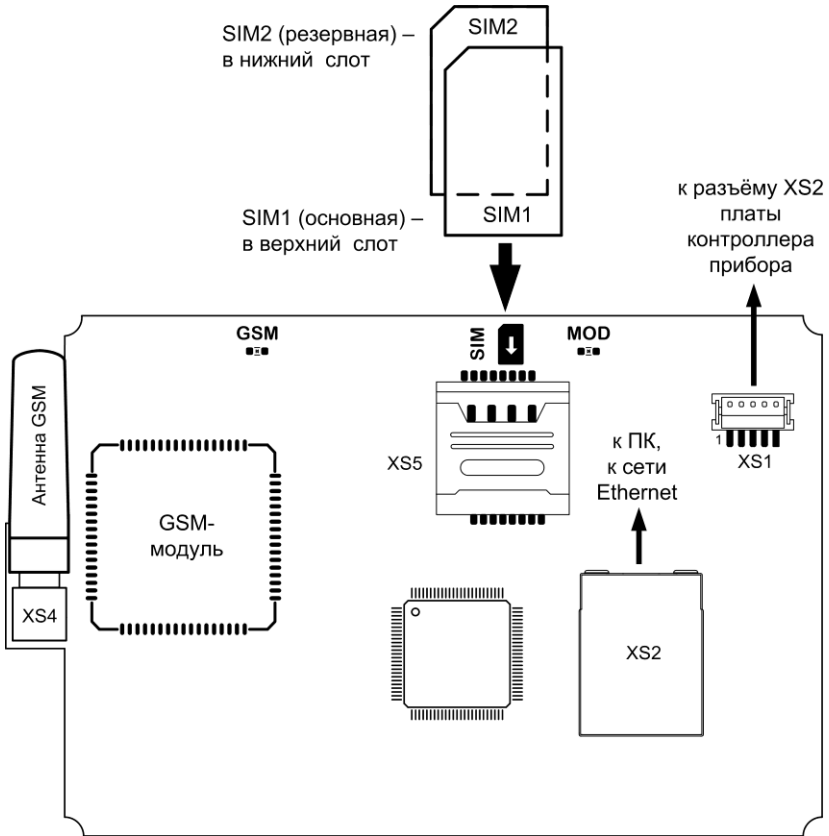 SIM2 (резервная) –
в нижний слот
SIM2
SIM1 (основная) –
в верхний слот
SIM1
к разъёму XS2
платы
контроллера
прибора
GSM
SIM
MOD
Антенна GSM
XS5
1
XS1
к ПК,
к сети
Ethernet
GSM-
модуль
XS4
XS2